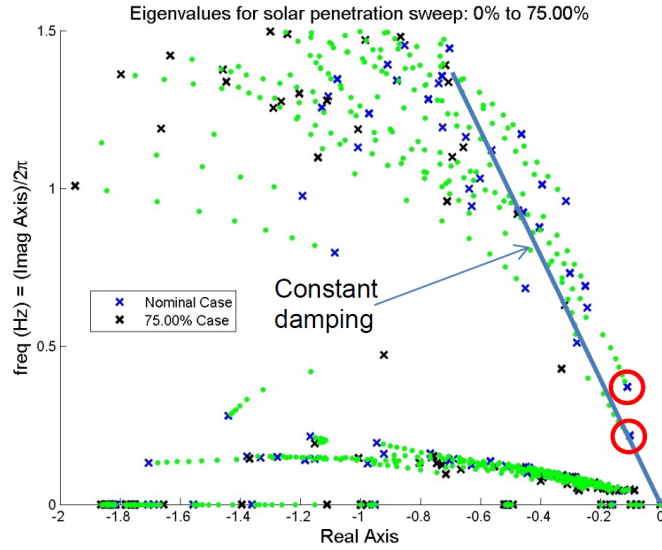 Eigenvalues for solar penetration sweep: 0% to 75.00%
1.5
1
0.5
0
freq (Hz) = (Imag Axis)/2π
Constant
damping
Nominal Case
75.00% Case
-2
-1.8
-1.6
-1.4
-1.2
-1
-0.8
-0.6
-0.4
-0.2
0
Real Axis